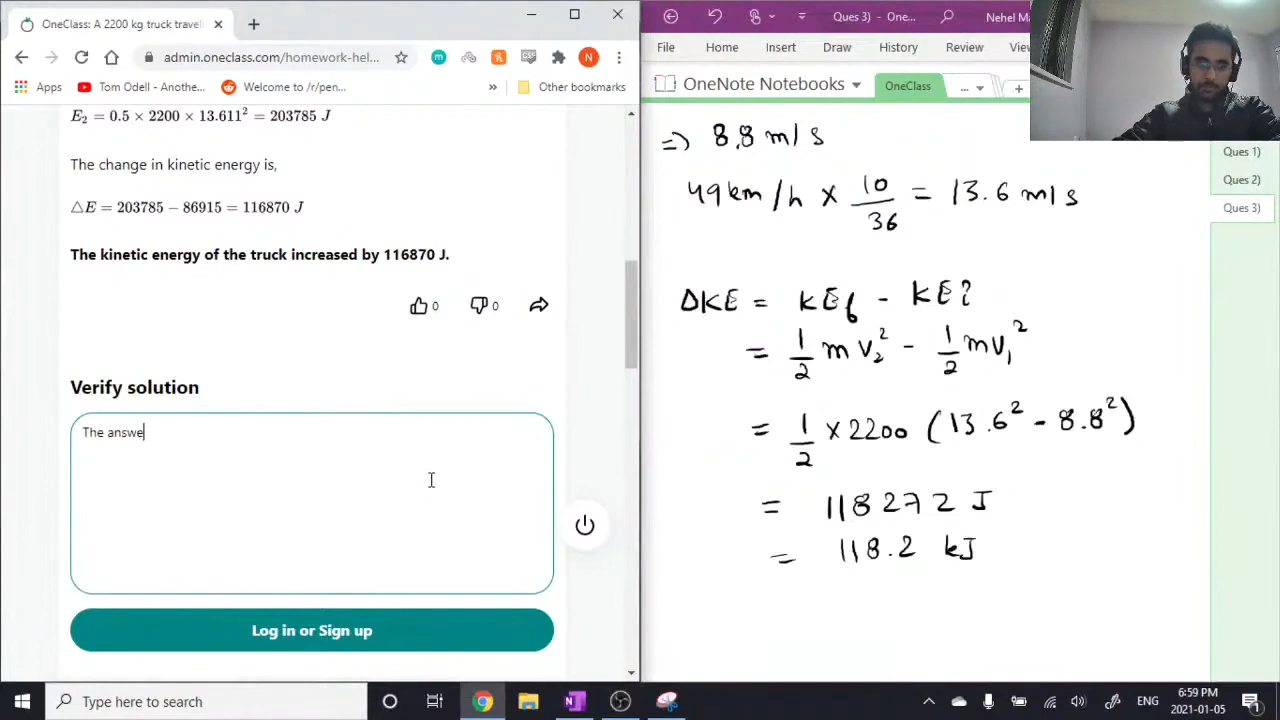 OneClass: A 2200 kg truck travel
admin.oneclass.com/homework-hel...
N
Apps
Tom Odell - Anothe...
Welcome to /r/pen...
»
Other bookmarks
E₂ = 0.5 × 2200 × 13.611² = 203785 J
The change in kinetic energy is,
△E = 203785 − 86915 = 116870 J
The kinetic energy of the truck increased by 116870 J.
0
0
Verify solution
The answe
Log in or Sign up
Ques 3) - One...
Nehel Ma
File
Home
Insert
Draw
History
Review
OneNote Notebooks
OneClass
...
+
Ques 1)
Ques 2)
Ques 3)
=> 8.8 m/s
49km/h × 10/36 = 13.6 m/s
ΔKE = KEf - KEi
= 1/2 m v₂² - 1/2 m v₁²
= 1/2 × 2200 (13.6² - 8.8²)
= 118272 J
= 118.2 kJ
Type here to search
ENG
6:59 PM
2021-01-05